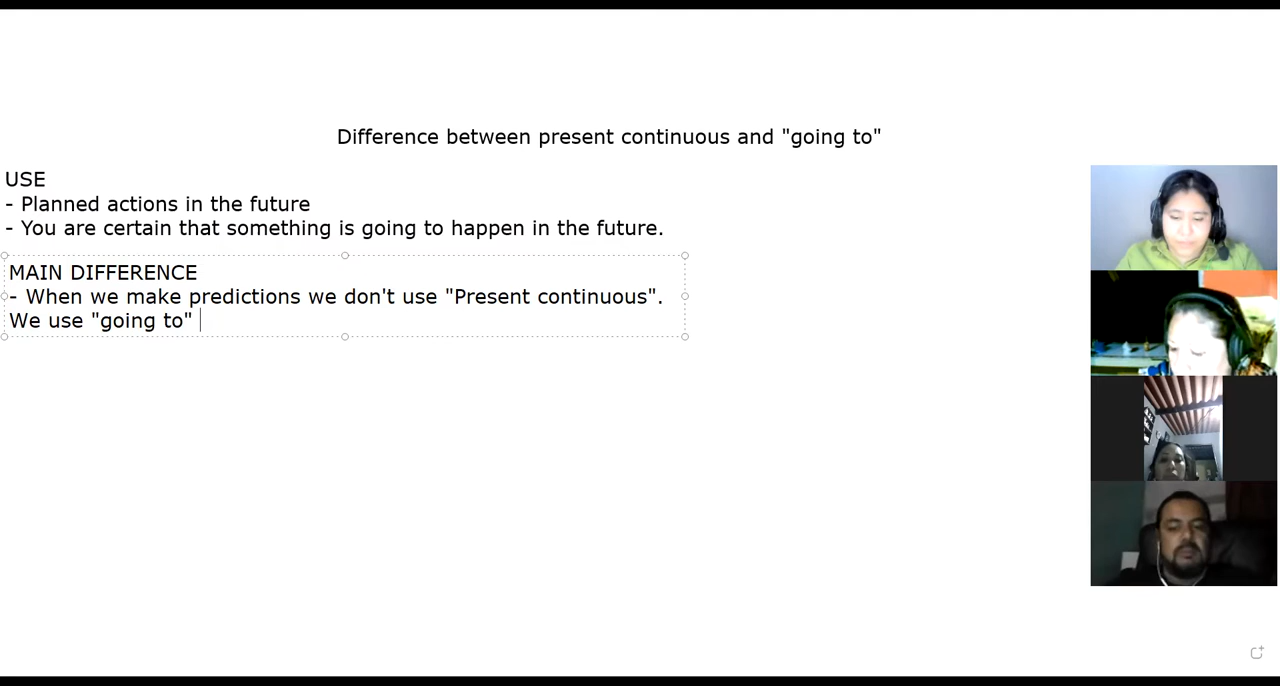 Difference between present continuous and "going to"
USE
- Planned actions in the future
- You are certain that something is going to happen in the future.
MAIN DIFFERENCE
- When we make predictions we don't use "Present continuous".
We use "going to"